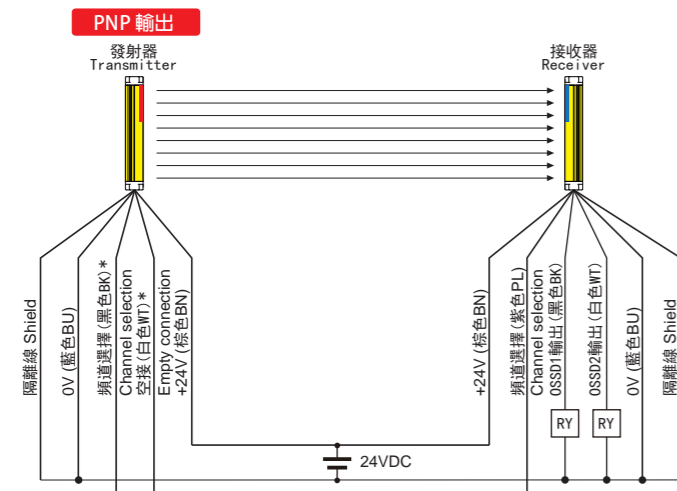 PNP 輸出
發射器
Transmitter
接收器
Receiver
隔離線 Shield
0V (藍色BU)
頻道選擇(黑色BK)*
Channel selection
空接(白色WT)*
Empty connection
+24V (棕色BN)
+24V (棕色BN)
頻道選擇(紫色PL)
Channel selection
OSSD1輸出(黑色BK)
OSSD2輸出(白色WT)
0V (藍色BU)
隔離線 Shield
RY
RY
24VDC